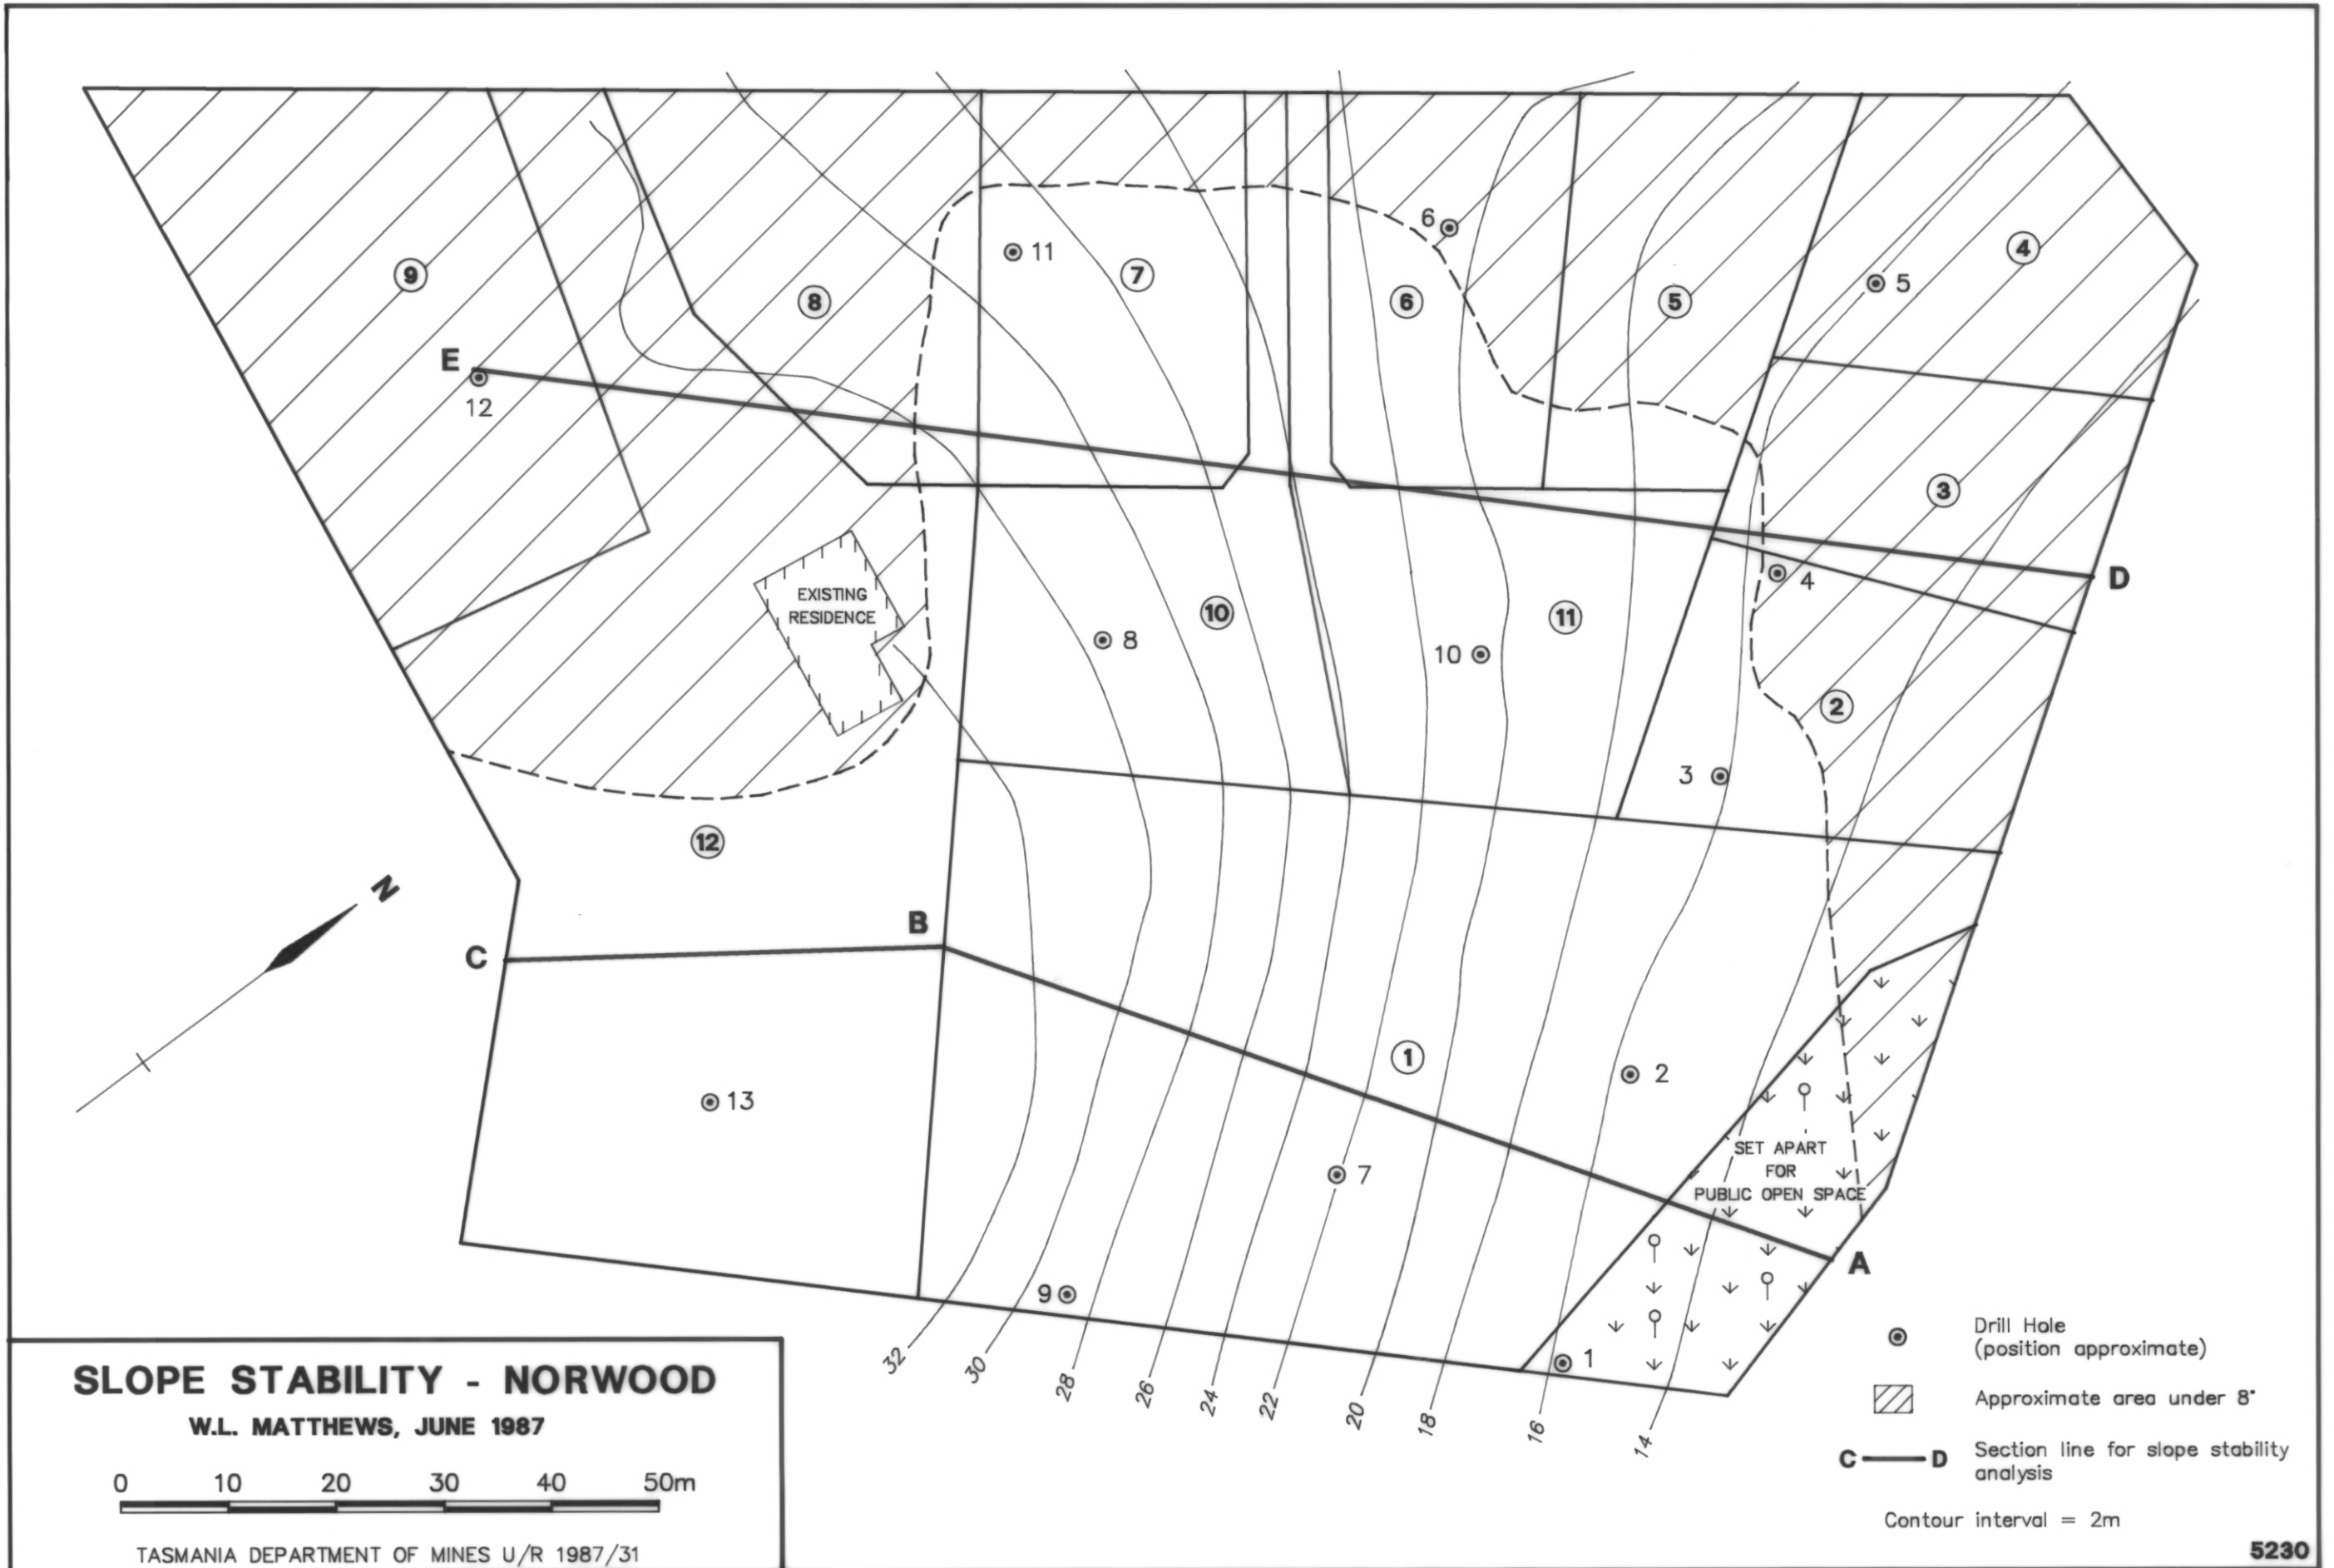 6
11
7
4
9
8
6
5
5
E
12
3
D
4
EXISTING
RESIDENCE
10
11
8
10
2
3
12
N
B
C
1
2
13
SET APART
FOR
PUBLIC OPEN SPACE
7
A
9
1
32
30
28
26
24
22
20
18
16
14
Drill Hole
(position approximate)
Approximate area under 8°
C D Section line for slope stability
analysis
Contour interval = 2m
5230
SLOPE STABILITY - NORWOOD
W.L. MATTHEWS, JUNE 1987
0 10 20 30 40 50m
TASMANIA DEPARTMENT OF MINES U/R 1987/31